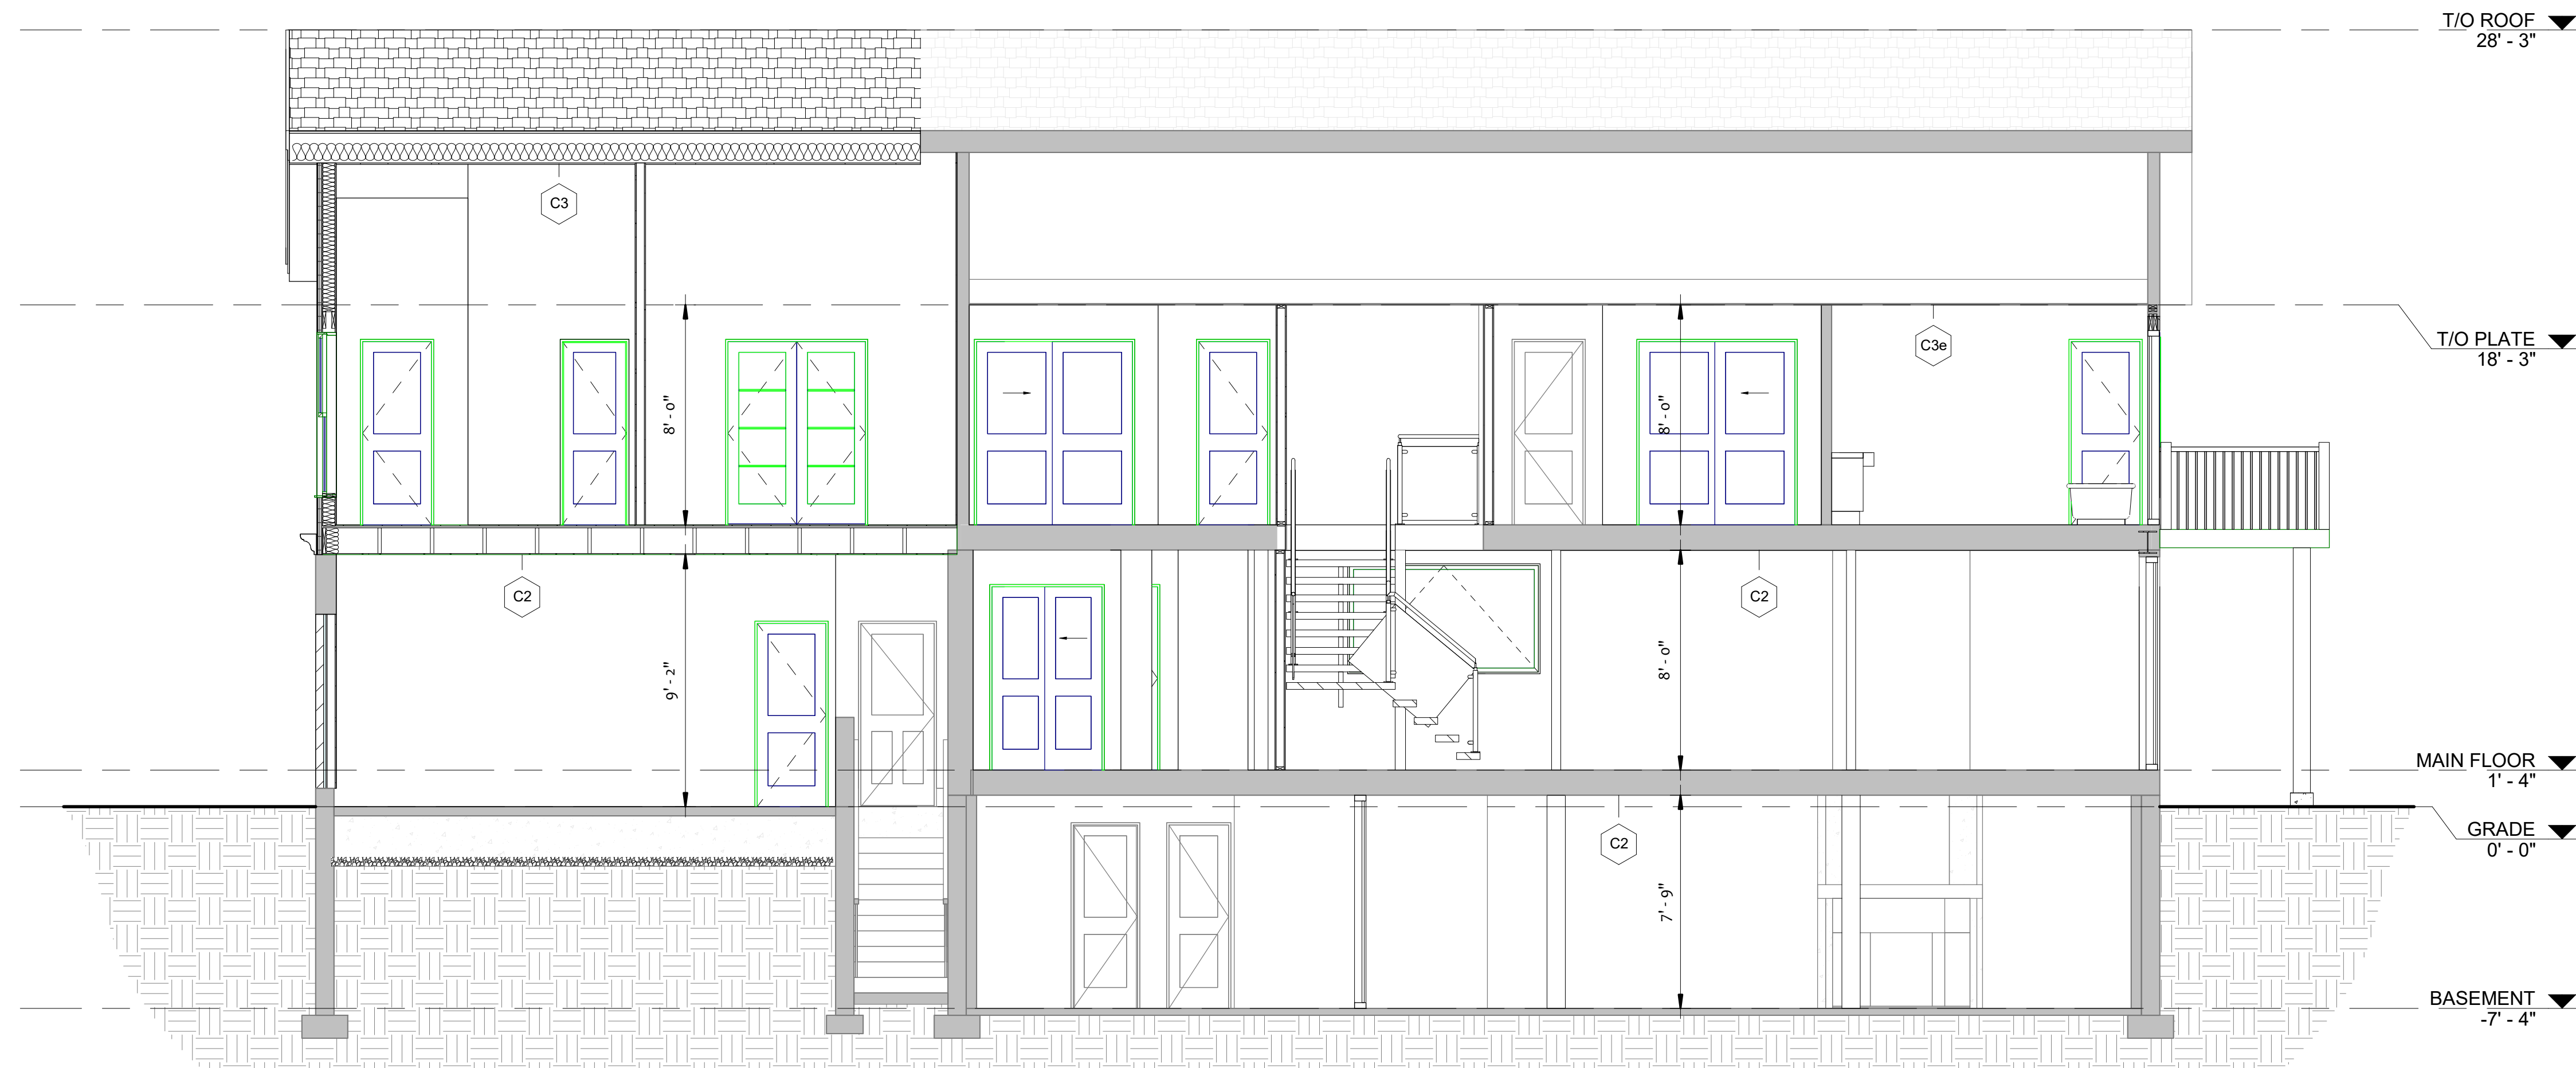 T/O ROOF
28' - 3"
C3
T/O PLATE
18' - 3"
C3e
8' - 0"
8' - 0"
C2
C2
9' - 2"
8' - 0"
MAIN FLOOR
1' - 4"
GRADE
0' - 0"
C2
7' - 9"
BASEMENT
-7' - 4"